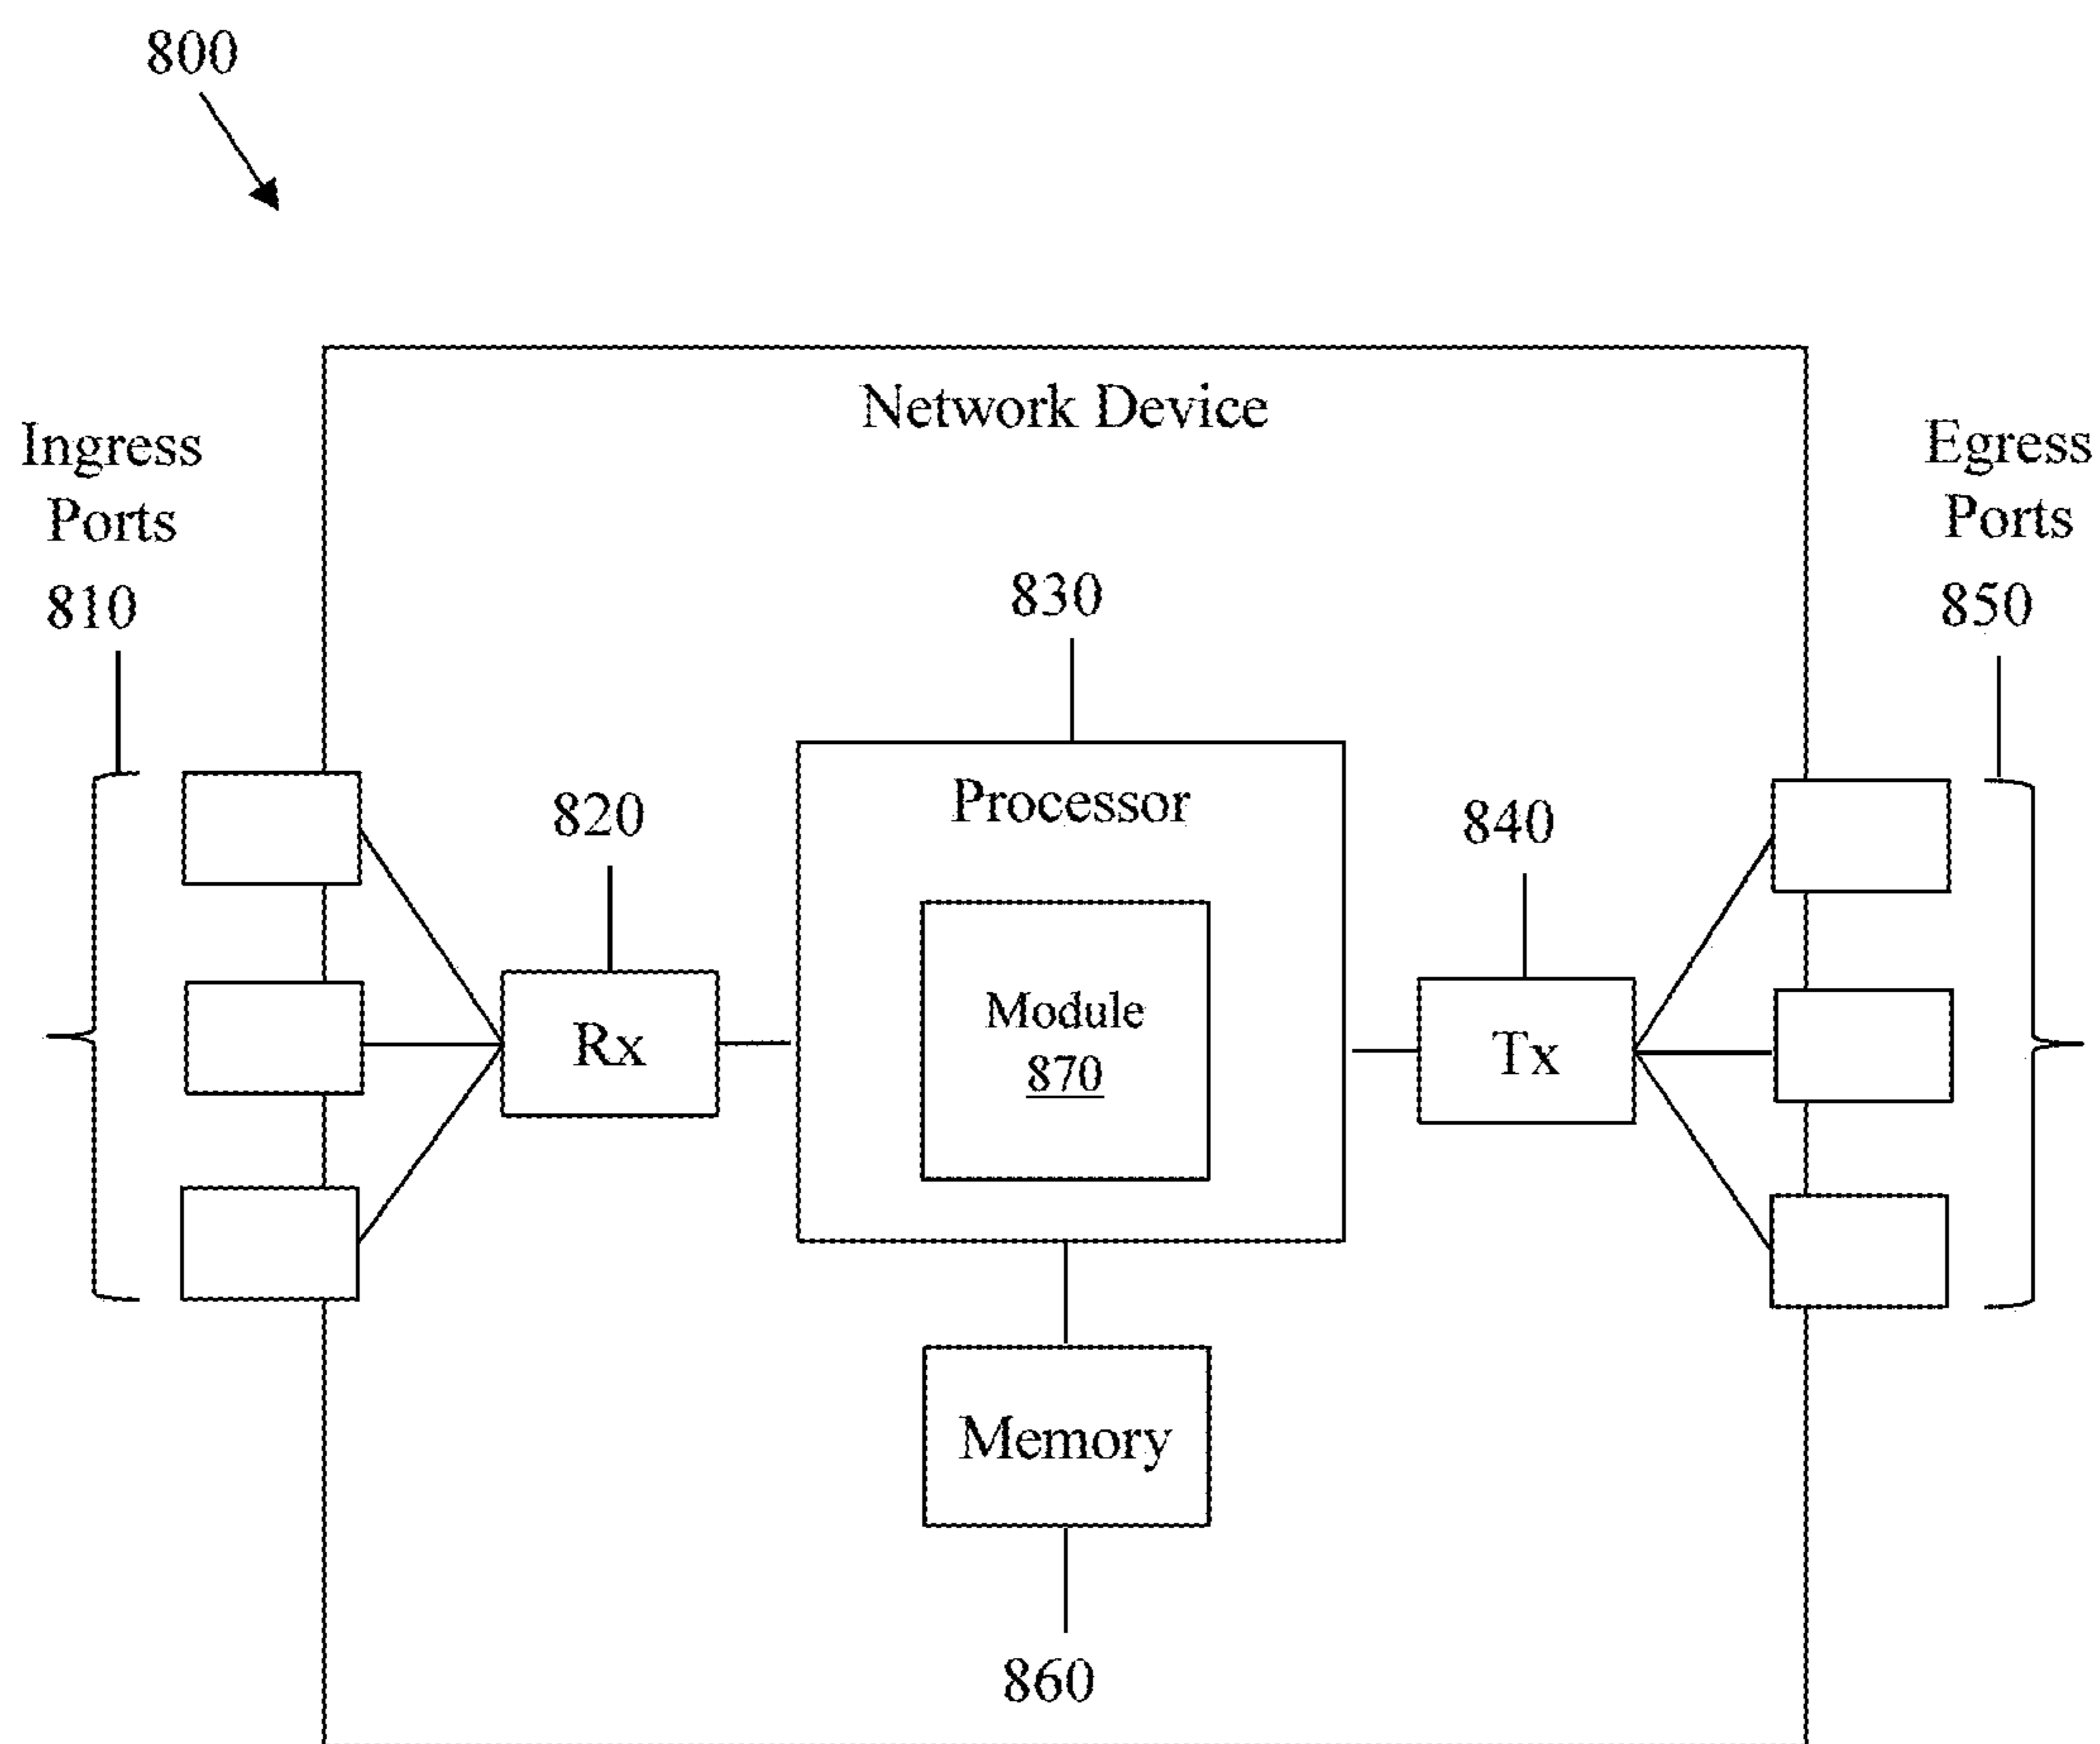 800
Network Device
Ingress
Ports
810
Egress
Ports
850
830
Processor
820
840
Module
870
Rx
Tx
Memory
860